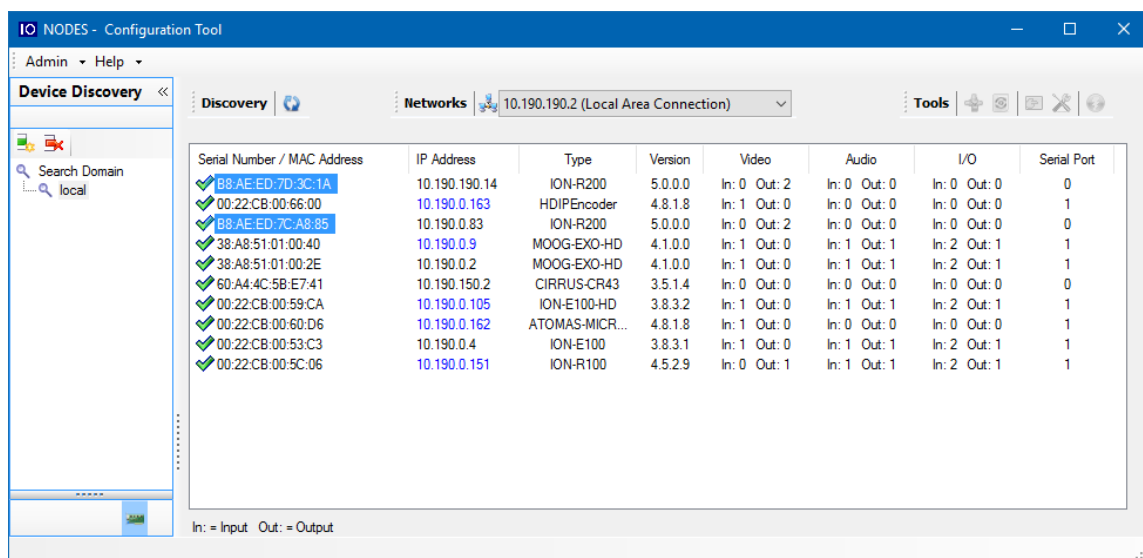 IO NODES - Configuration Tool
Admin Help
Device Discovery «
Discovery Networks 10.190.190.2 (Local Area Connection) Tools
Search Domain
local
Serial Number / MAC Address IP Address Type Version Video Audio I/O Serial Port
B8:AE:ED:7D:3C:1A 10.190.190.14 ION-R200 5.0.0.0 In: 0 Out: 2 In: 0 Out: 0 In: 0 Out: 0 0
00:22:CB:00:66:00 10.190.0.163 HDIPEncoder 4.8.1.8 In: 1 Out: 0 In: 0 Out: 0 In: 0 Out: 0 1
B8:AE:ED:7C:A8:85 10.190.0.83 ION-R200 5.0.0.0 In: 0 Out: 2 In: 0 Out: 0 In: 0 Out: 0 0
38:A8:51:01:00:40 10.190.0.9 MOOG-EXO-HD 4.1.0.0 In: 1 Out: 0 In: 1 Out: 1 In: 2 Out: 1 1
38:A8:51:01:00:2E 10.190.0.2 MOOG-EXO-HD 4.1.0.0 In: 1 Out: 0 In: 1 Out: 1 In: 2 Out: 1 1
60:A4:4C:5B:E7:41 10.190.150.2 CIRRUS-CR43 3.5.1.4 In: 0 Out: 0 In: 0 Out: 0 In: 0 Out: 0 0
00:22:CB:00:59:CA 10.190.0.105 ION-E100-HD 3.8.3.2 In: 1 Out: 0 In: 1 Out: 1 In: 2 Out: 1 1
00:22:CB:00:60:D6 10.190.0.162 ATOMAS-MICR... 4.8.1.8 In: 1 Out: 0 In: 0 Out: 0 In: 0 Out: 0 1
00:22:CB:00:53:C3 10.190.0.4 ION-E100 3.8.3.1 In: 1 Out: 0 In: 1 Out: 1 In: 2 Out: 1 1
00:22:CB:00:5C:06 10.190.0.151 ION-R100 4.5.2.9 In: 0 Out: 1 In: 1 Out: 1 In: 2 Out: 1 1
In: = Input Out: = Output